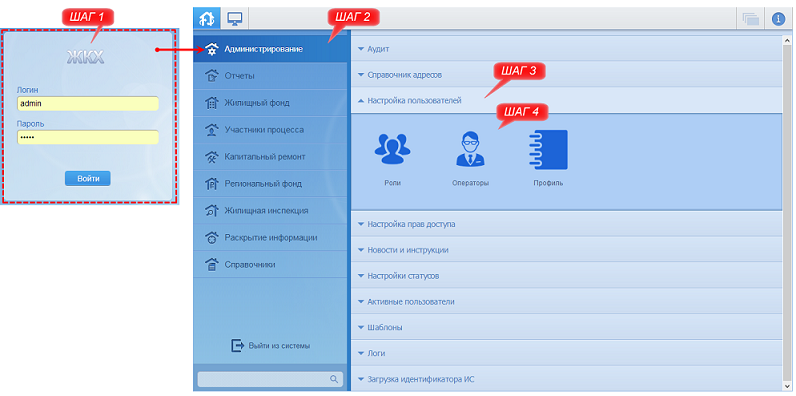 ШАГ 1
ЖКХ
Логин
admin
Пароль
•••••
Войти
ШАГ 2
Администрирование
Отчеты
Жилищный фонд
Участники процесса
Капитальный ремонт
Региональный фонд
Жилищная инспекция
Раскрытие информации
Справочники
Выйти из системы
Аудит
Справочник адресов
ШАГ 3
Настройка пользователей
ШАГ 4
Роли
Операторы
Профиль
Настройка прав доступа
Новости и инструкции
Настройки статусов
Активные пользователи
Шаблоны
Логи
Загрузка идентификатора ИС